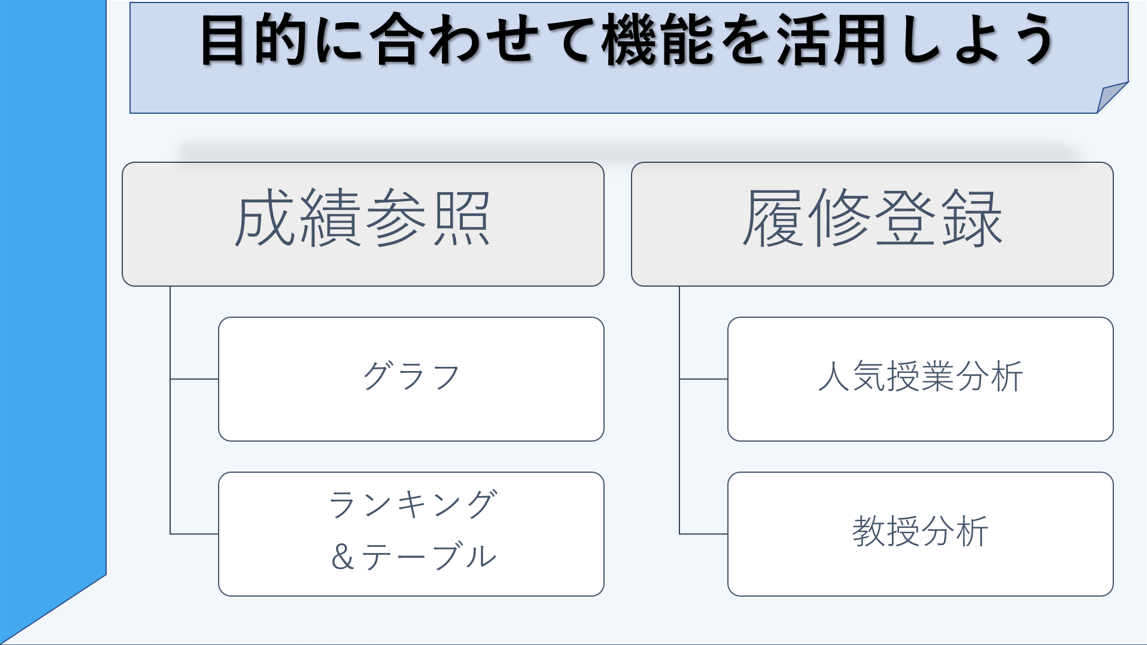 目的に合わせて機能を活用しよう
成績参照
グラフ
ランキング
＆テーブル
履修登録
人気授業分析
教授分析